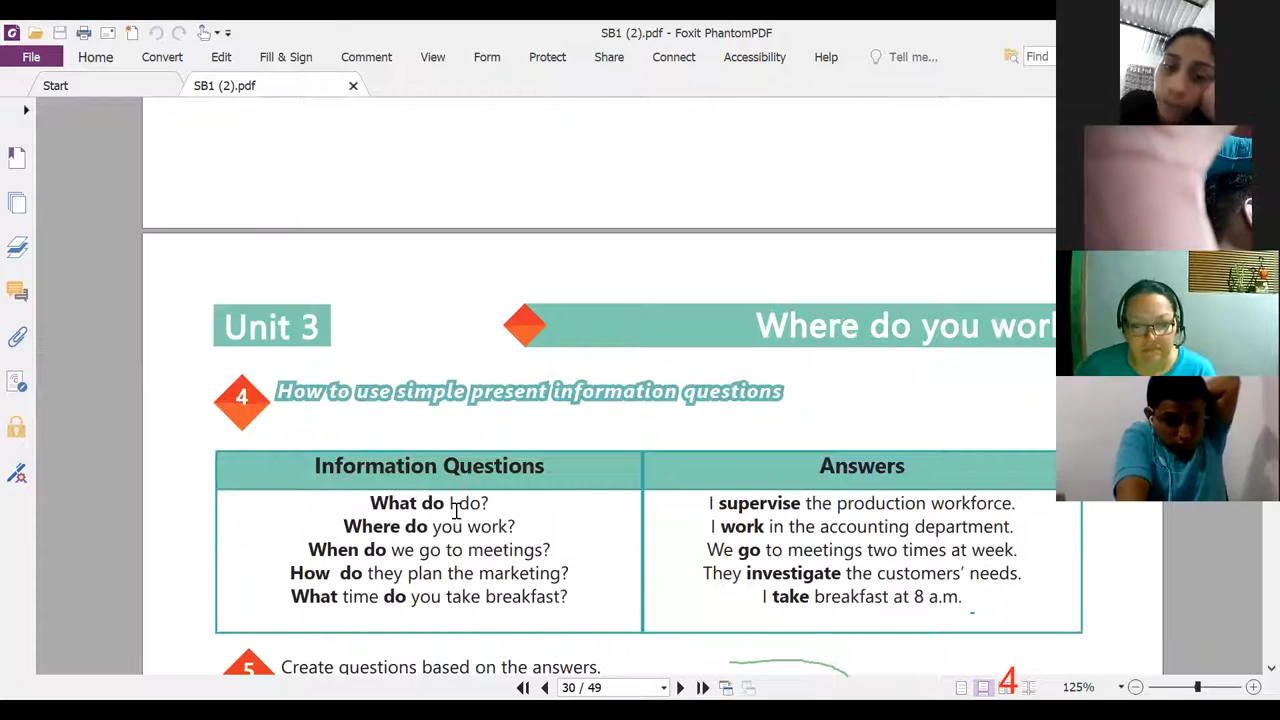 SB1 (2).pdf - Foxit PhantomPDF
File Home Convert Edit Fill & Sign Comment View Form Protect Share Connect Accessibility Help Tell me... Find
Start SB1 (2).pdf
Unit 3
Where do you work
4 How to use simple present information questions
Information Questions Answers
What do I do? I supervise the production workforce.
Where do you work? I work in the accounting department.
When do we go to meetings? We go to meetings two times at week.
How do they plan the marketing? They investigate the customers' needs.
What time do you take breakfast? I take breakfast at 8 a.m.
5 Create questions based on the answers.
30 / 49 4 125%